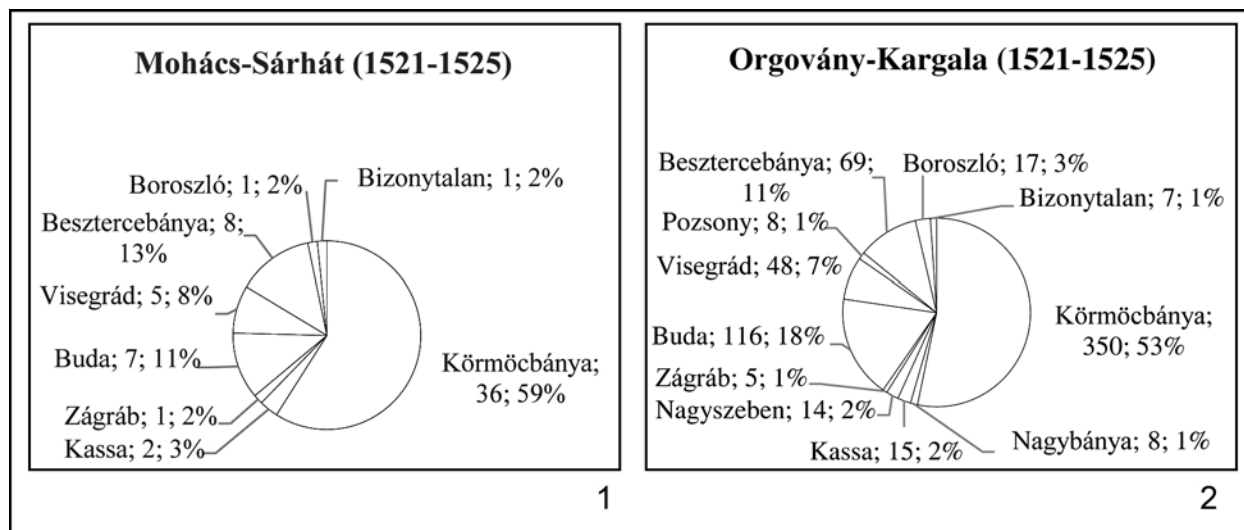 Mohács-Sárhát (1521-1525)
Boroszló; 1; 2%
Bizonytalan; 1; 2%
Besztercebánya; 8;
13%
Visegrád; 5; 8%
Buda; 7; 11%
Körmöcbánya;
36; 59%
Zágráb; 1; 2%
Kassa; 2; 3%
1
Orgovány-Kargala (1521-1525)
Besztercebánya; 69;
11%
Boroszló; 17; 3%
Bizonytalan; 7; 1%
Pozsony; 8; 1%
Visegrád; 48; 7%
Körmöcbánya;
350; 53%
Buda; 116; 18%
Zágráb; 5; 1%
Nagyszeben; 14; 2%
Nagybánya; 8; 1%
Kassa; 15; 2%
2